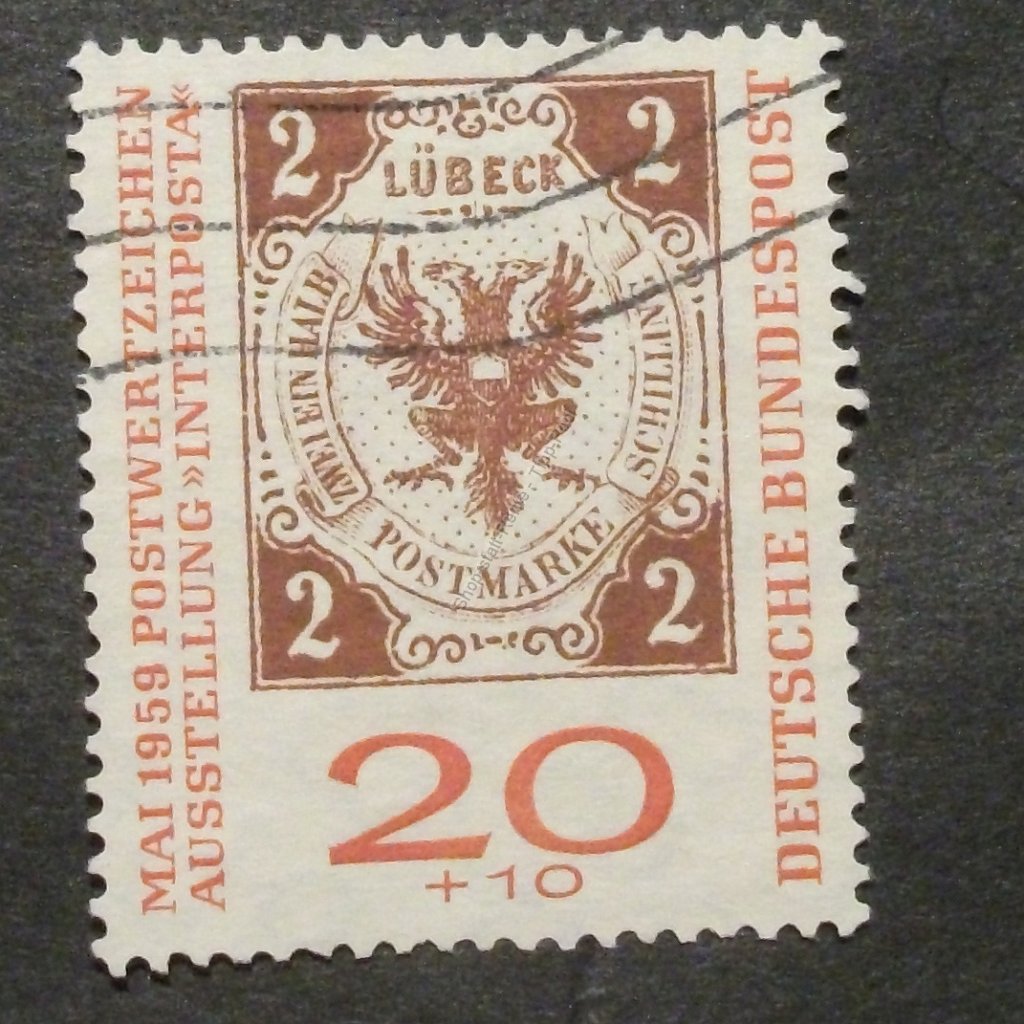 MAI 1959 POSTWERTZEICHEN
AUSSTELLUNG »INTERPOSTA«
2
2
LÜBECK
ZWEI EIN HALB
SCHILLING
POSTMARKE
2
2
20
+10
DEUTSCHE BUNDESPOST